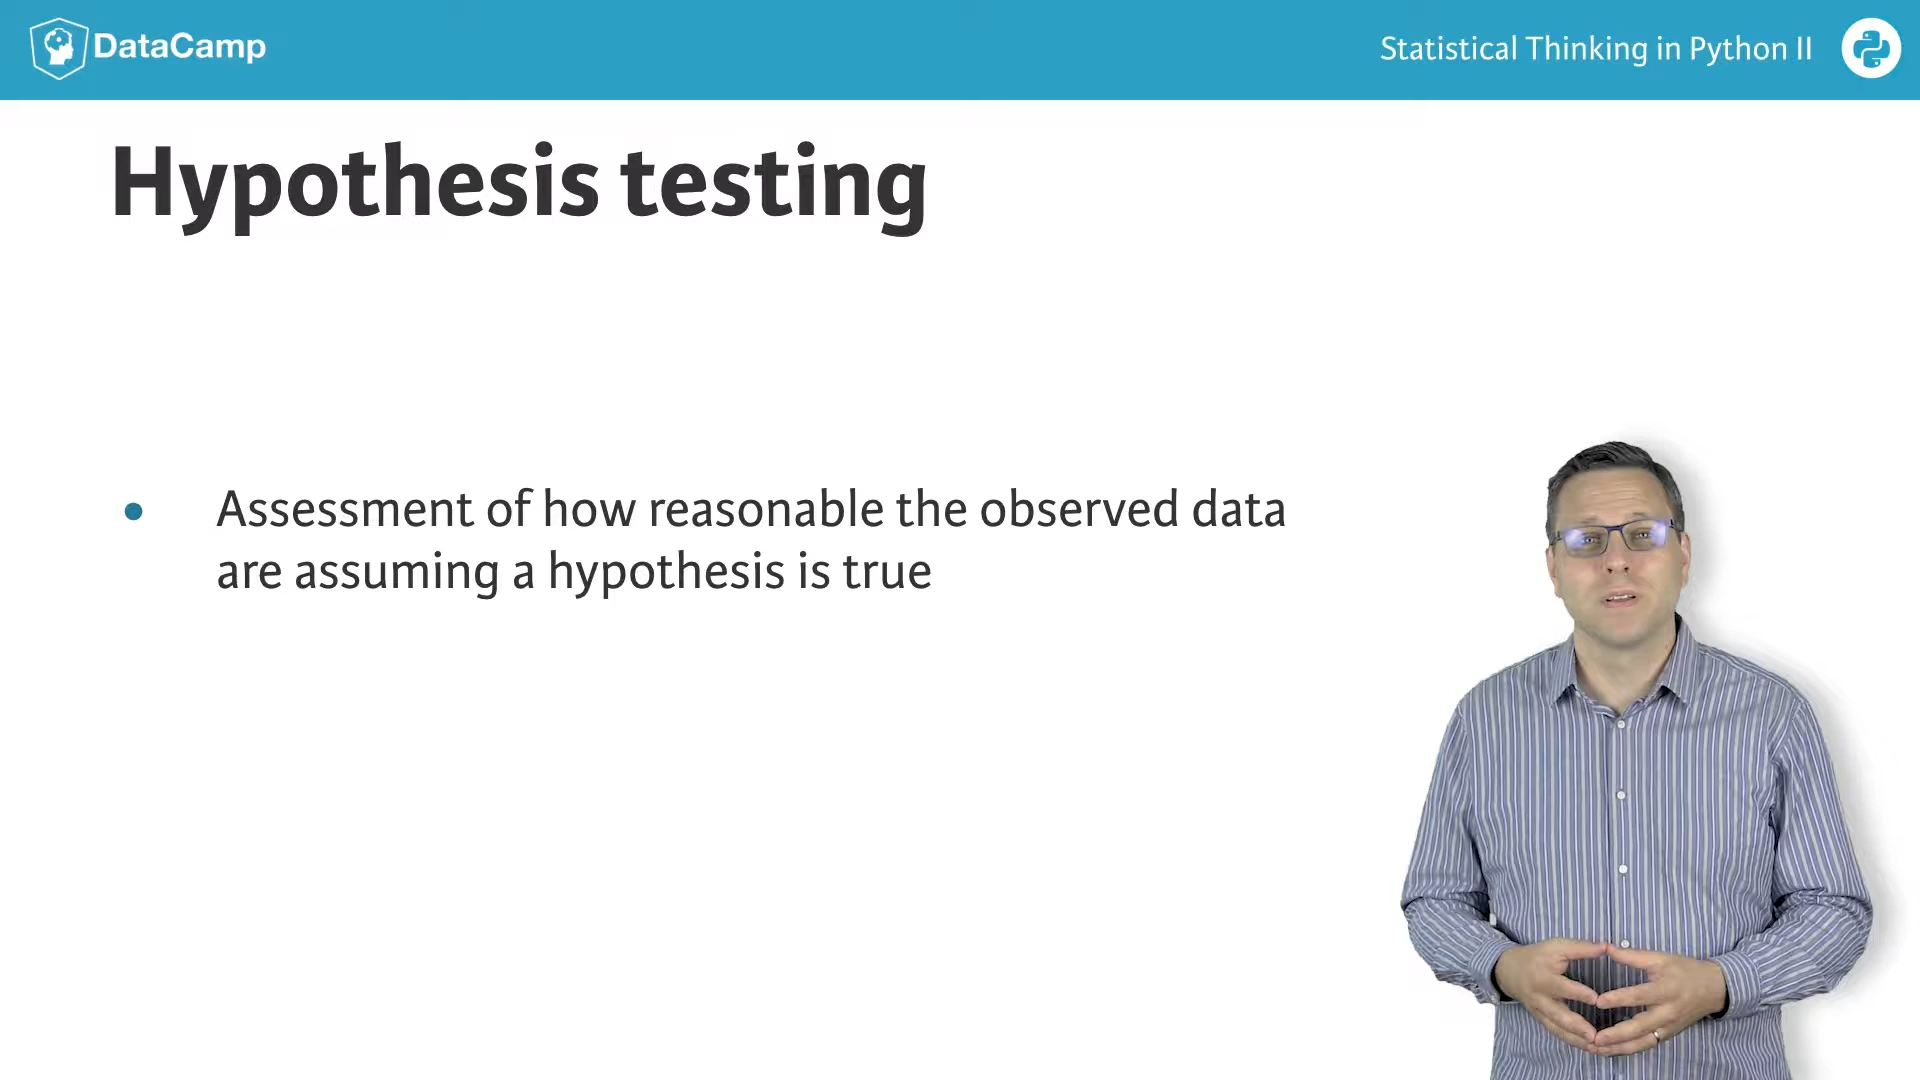 DataCamp
Statistical Thinking in Python II
Hypothesis testing
• Assessment of how reasonable the observed data
are assuming a hypothesis is true